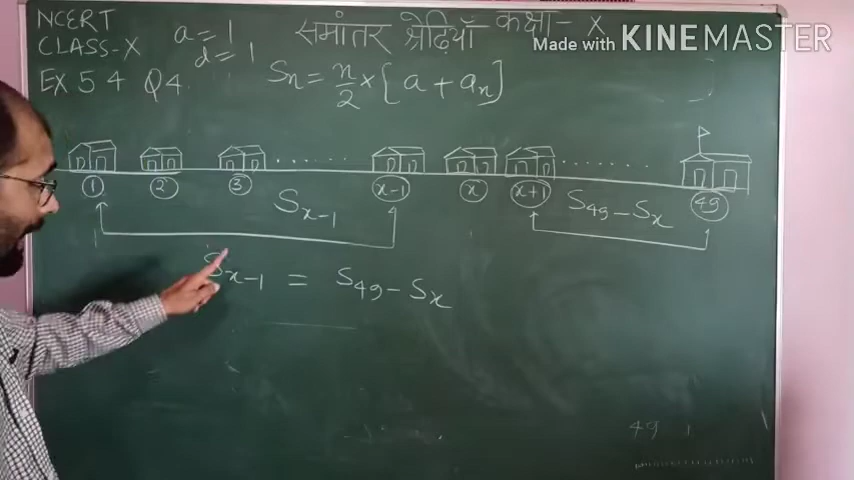 NCERT a = 1 समांतर श्रेढ़ियाँ कक्षा - X
CLASS-X d = 1 Made with KINEMASTER
EX 5 4 Q4 Sn = n/2 × [a + an]
1 2 3 ....... x-1 x x+1 ....... 49
Sx-1 S49 - Sx
Sx-1 = S49 - Sx
49